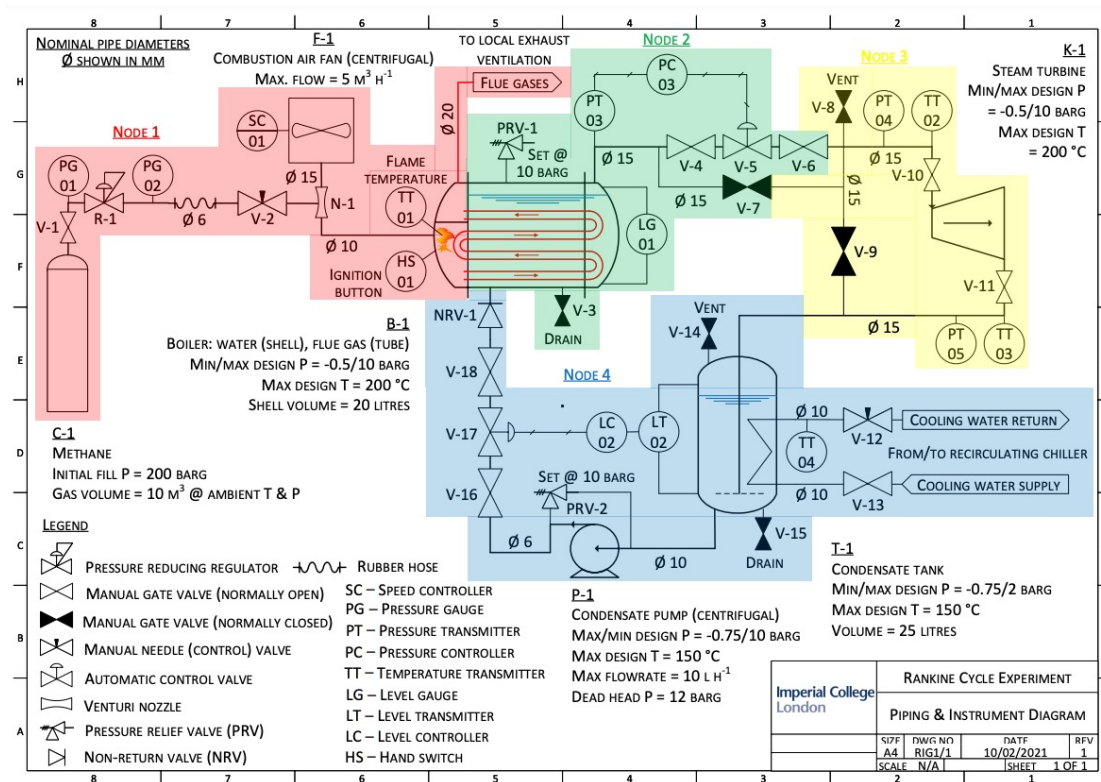 8 7 6 5 4 3 2 1
NOMINAL PIPE DIAMETERS
Ø SHOWN IN MM
F-1
COMBUSTION AIR FAN (CENTRIFUGAL)
MAX. FLOW = 5 M³ H⁻¹
TO LOCAL EXHAUST
VENTILATION
FLUE GASES
NODE 2
NODE 3
K-1
STEAM TURBINE
MIN/MAX DESIGN P
= -0.5/10 BARG
MAX DESIGN T
= 200 °C
H
G
F
E
D
C
B
A
NODE 1
SC
01
PG
01
PG
02
R-1
V-1
Ø 6
V-2
Ø 15
N-1
Ø 10
Ø 20
FLAME
TEMPERATURE
TT
01
HS
01
IGNITION
BUTTON
PRV-1
SET @
10 BARG
PT
03
PC
03
Ø 15
V-4
V-5
V-6
Ø 15
V-7
LG
01
V-3
DRAIN
VENT
V-8
PT
04
TT
02
Ø 15
V-10
Ø 15
V-9
V-11
Ø 15
PT
05
TT
03
NRV-1
V-18
V-17
V-16
NODE 4
VENT
V-14
LC
02
LT
02
SET @ 10 BARG
PRV-2
Ø 6
Ø 10
Ø 10
TT
04
Ø 10
V-12
V-13
COOLING WATER RETURN
FROM/TO RECIRCULATING CHILLER
COOLING WATER SUPPLY
V-15
DRAIN
B-1
BOILER: WATER (SHELL), FLUE GAS (TUBE)
MIN/MAX DESIGN P = -0.5/10 BARG
MAX DESIGN T = 200 °C
SHELL VOLUME = 20 LITRES
C-1
METHANE
INITIAL FILL P = 200 BARG
GAS VOLUME = 10 M³ @ AMBIENT T & P
LEGEND
PRESSURE REDUCING REGULATOR
MANUAL GATE VALVE (NORMALLY OPEN)
MANUAL GATE VALVE (NORMALLY CLOSED)
MANUAL NEEDLE (CONTROL) VALVE
AUTOMATIC CONTROL VALVE
VENTURI NOZZLE
PRESSURE RELIEF VALVE (PRV)
NON-RETURN VALVE (NRV)
RUBBER HOSE
SC – SPEED CONTROLLER
PG – PRESSURE GAUGE
PT – PRESSURE TRANSMITTER
PC – PRESSURE CONTROLLER
TT – TEMPERATURE TRANSMITTER
LG – LEVEL GAUGE
LT – LEVEL TRANSMITTER
LC – LEVEL CONTROLLER
HS – HAND SWITCH
P-1
CONDENSATE PUMP (CENTRIFUGAL)
MAX/MIN DESIGN P = -0.75/10 BARG
MAX DESIGN T = 150 °C
MAX FLOWRATE = 10 L H⁻¹
DEAD HEAD P = 12 BARG
T-1
CONDENSATE TANK
MIN/MAX DESIGN P = -0.75/2 BARG
MAX DESIGN T = 150 °C
VOLUME = 25 LITRES
Imperial College
London
RANKINE CYCLE EXPERIMENT
PIPING & INSTRUMENT DIAGRAM
SIZE DWG NO DATE REV
A4 RIG1/1 10/02/2021 1
SCALE N/A SHEET 1 OF 1
H
G
F
E
D
C
B
A
8 7 6 5 4 3 2 1